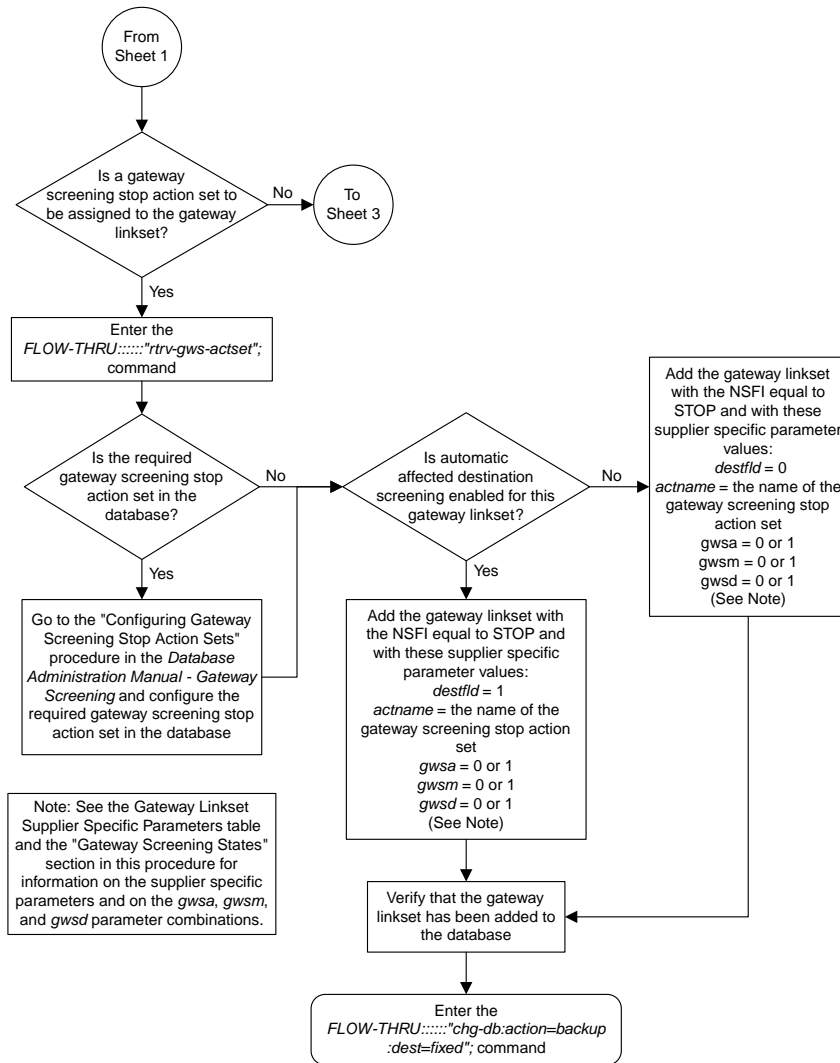 From
Sheet 1
Is a gateway
screening stop action set to
be assigned to the gateway
linkset?
No
To
Sheet 3
Yes
Enter the
FLOW-THRU::::::"rtrv-gws-actset";
command
Is the required
gateway screening stop
action set in the
database?
No
Yes
Go to the "Configuring Gateway
Screening Stop Action Sets"
procedure in the Database
Administration Manual - Gateway
Screening and configure the
required gateway screening stop
action set in the database
Is automatic
affected destination
screening enabled for this
gateway linkset?
No
Yes
Add the gateway linkset
with the NSFI equal to
STOP and with these
supplier specific parameter
values:
destfld = 0
actname = the name of the
gateway screening stop
action set
gwsa = 0 or 1
gwsm = 0 or 1
gwsd = 0 or 1
(See Note)
Add the gateway linkset with
the NSFI equal to STOP and
with these supplier specific
parameter values:
destfld = 1
actname = the name of the
gateway screening stop action
set
gwsa = 0 or 1
gwsm = 0 or 1
gwsd = 0 or 1
(See Note)
Note: See the Gateway Linkset
Supplier Specific Parameters table
and the "Gateway Screening States"
section in this procedure for
information on the supplier specific
parameters and on the gwsa, gwsm,
and gwsd parameter combinations.
Verify that the gateway
linkset has been added to
the database
Enter the
FLOW-THRU::::::"chg-db:action=backup
:dest=fixed"; command